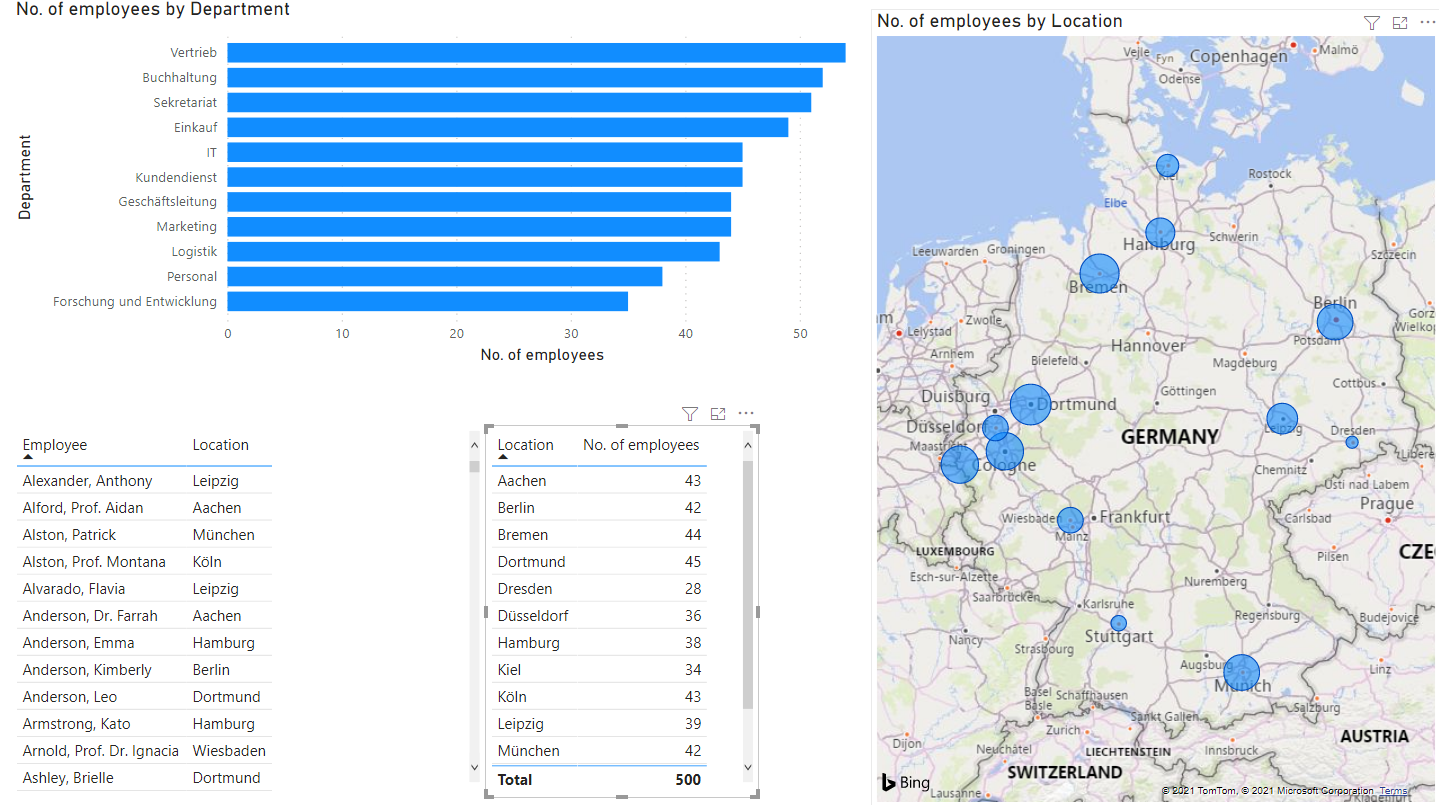 No. of employees by Department
Department
Vertrieb
Buchhaltung
Sekretariat
Einkauf
IT
Kundendienst
Geschäftsleitung
Marketing
Logistik
Personal
Forschung und Entwicklung
0 10 20 30 40 50
No. of employees
Employee Location
Alexander, Anthony Leipzig
Alford, Prof. Aidan Aachen
Alston, Patrick München
Alston, Prof. Montana Köln
Alvarado, Flavia Leipzig
Anderson, Dr. Farrah Aachen
Anderson, Emma Hamburg
Anderson, Kimberly Berlin
Anderson, Leo Dortmund
Armstrong, Kato Hamburg
Arnold, Prof. Dr. Ignacia Wiesbaden
Ashley, Brielle Dortmund
Location No. of employees
Aachen 43
Berlin 42
Bremen 44
Dortmund 45
Dresden 28
Düsseldorf 36
Hamburg 38
Kiel 34
Köln 43
Leipzig 39
München 42
Total 500
No. of employees by Location
Vejle Fyn Copenhagen Malmö
Odense
Kiel Rostock
Elbe
Hamburg Schwerin
Leeuwarden Groningen Szczecin
Bremen
Berlin
Lelystad Zwolle Potsdam
Arnhem Hannover
Bielefeld Magdeburg
Duisburg Dortmund Göttingen Cottbus
Düsseldorf Leipzig Dresden
GERMANY
Cologne
Chemnitz
Ústí nad Labem
Wiesbaden Frankfurt Carlsbad Prague
Mainz
LUXEMBOURG Pilsen
Esch-sur-Alzette
Saarbrücken Nuremberg
Karlsruhe Regensburg Budejovice
Nancy Stuttgart
Strasbourg
Augsburg Linz
Munich
Basel Schaffhausen
Basle Salzburg
Sankt Gallen
Zurich AUSTRIA
Dijon Neuchâtel LIECHTENSTEIN Innsbruck
SWITZERLAND
Bing
Lausanne © 2021 TomTom, © 2021 Microsoft Corporation Terms